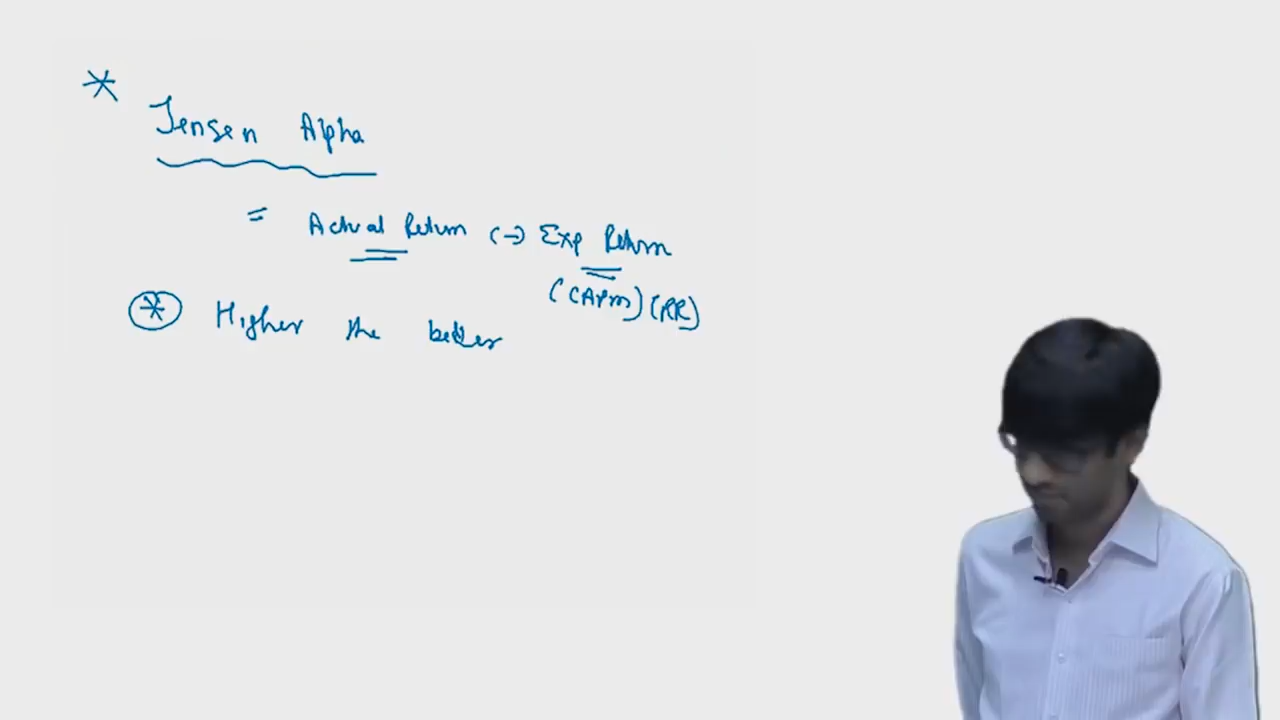 * Jensen Alpha
= Actual Return (-) Exp Return
(CAPM) (RR)
* Higher the better